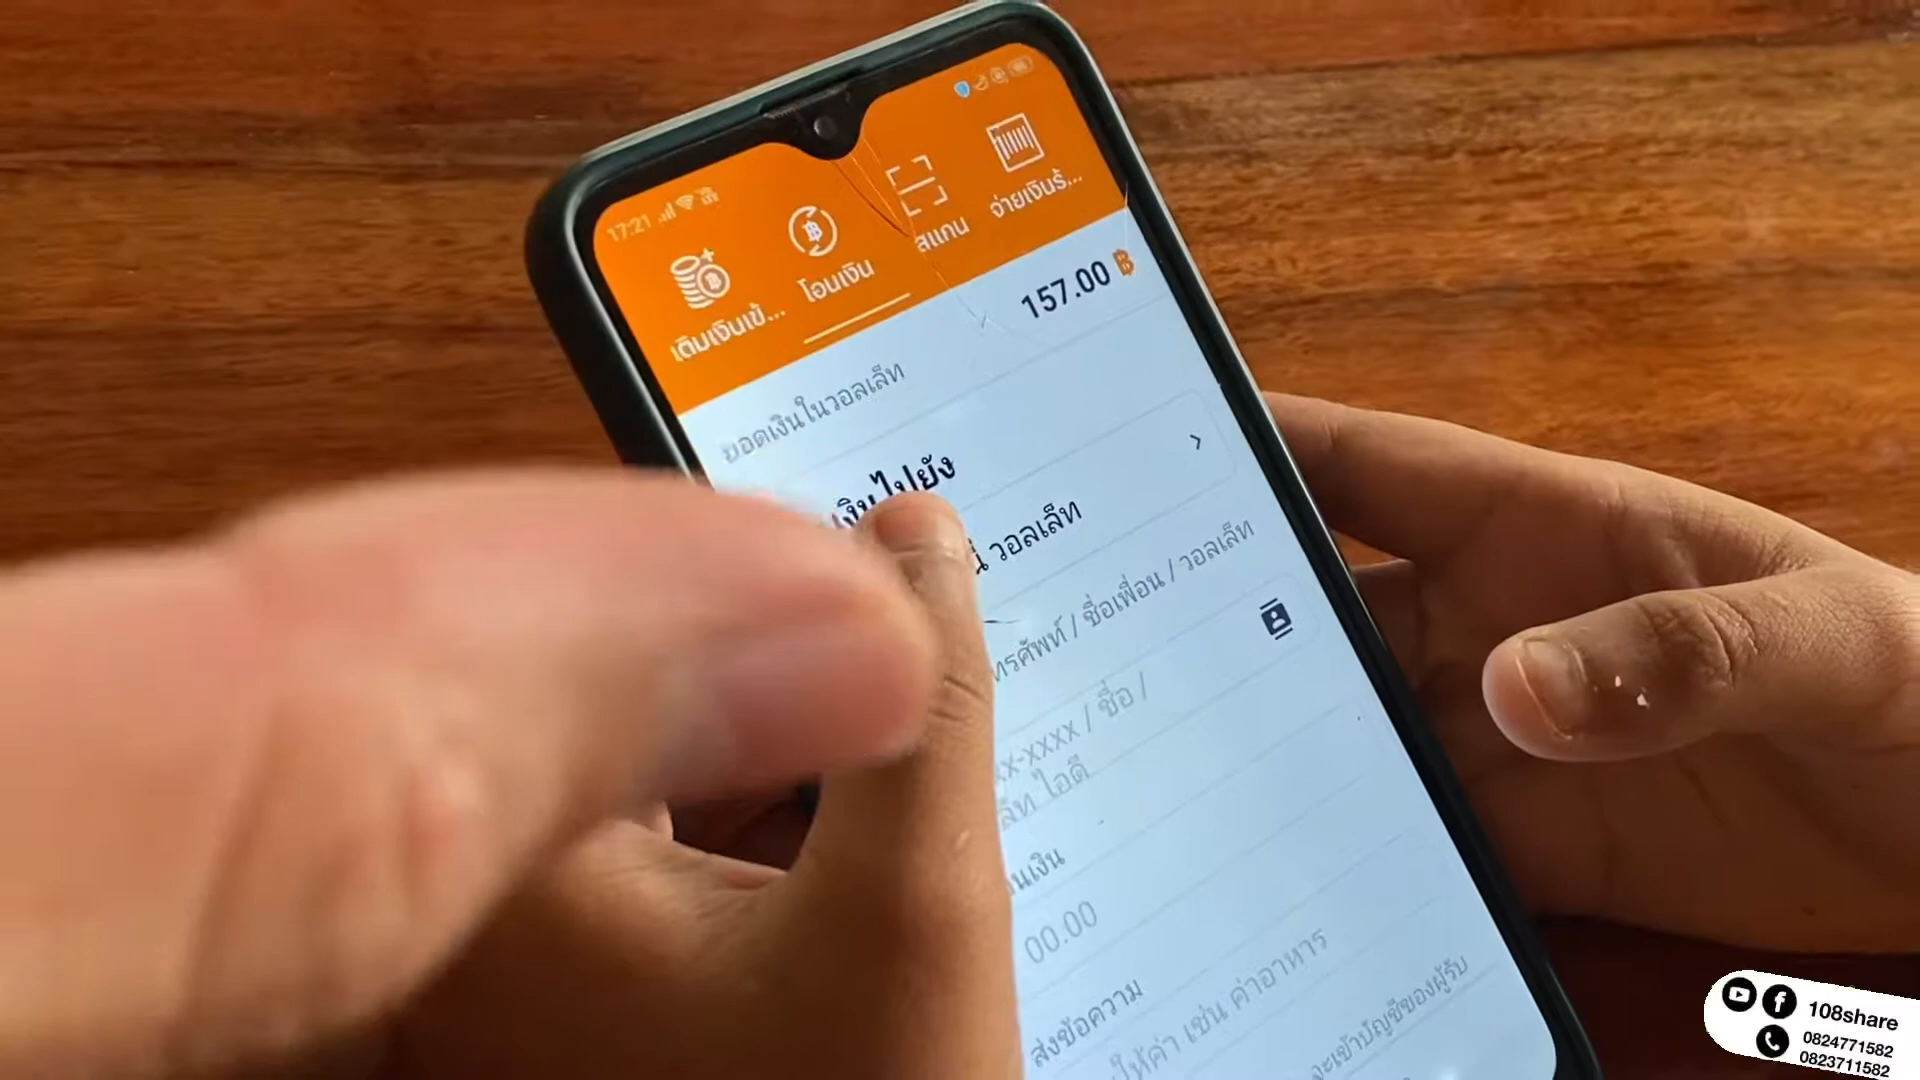 17:21
เติมเงินเข้...
โอนเงิน
สแกน
จ่ายเงินร้...
ยอดเงินในวอลเล็ท
157.00 ฿
เงินไปยัง
วอลเล็ท
ทรศัพท์ / ชื่อเพื่อน / วอลเล็ท
xx-xxxx / ชื่อ /
ล็ท ไอดี
นเงิน
00.00
ส่งข้อความ
ให้ค่า เช่น ค่าอาหาร
จะเข้าบัญชีของผู้รับ
108share
0824771582
0823711582